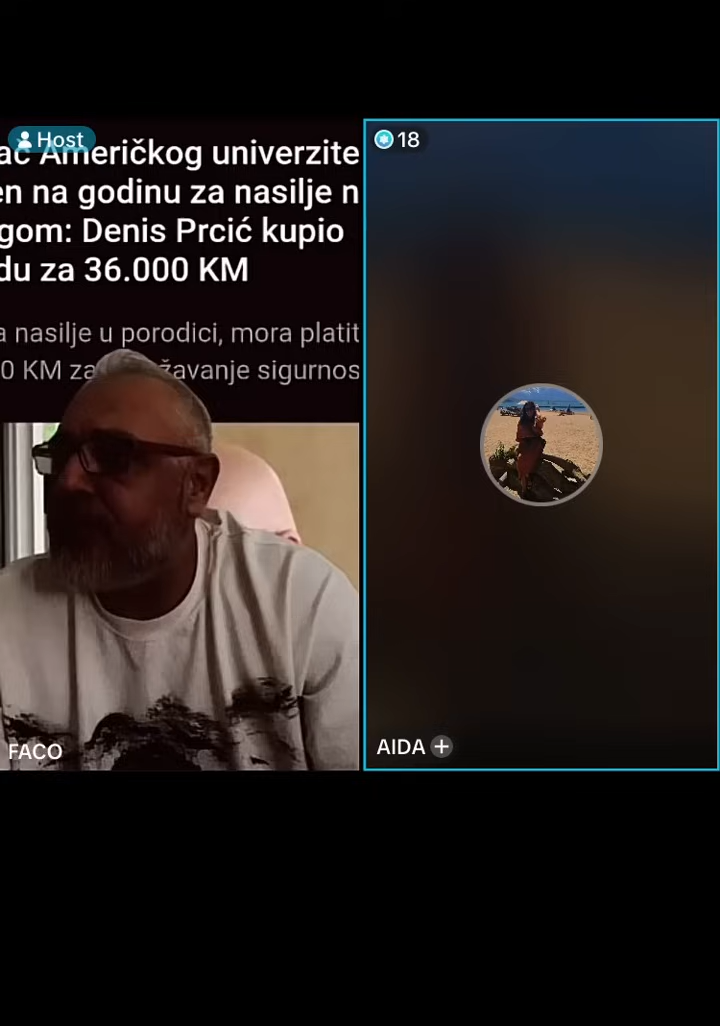 Host
ač Američkog univerzite
en na godinu za nasilje n
gom: Denis Prcić kupio
du za 36.000 KM
a nasilje u porodici, mora platit
0 KM za žavanje sigurnos
FACO
18
AIDA